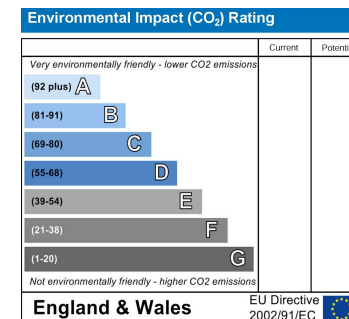 Environmental Impact (CO₂) Rating
Current Potenti
Very environmentally friendly - lower CO2 emissions
(92 plus) A
(81-91) B
(69-80) C
(55-68) D
(39-54) E
(21-38) F
(1-20) G
Not environmentally friendly - higher CO2 emissions
England & Wales
EU Directive
2002/91/EC